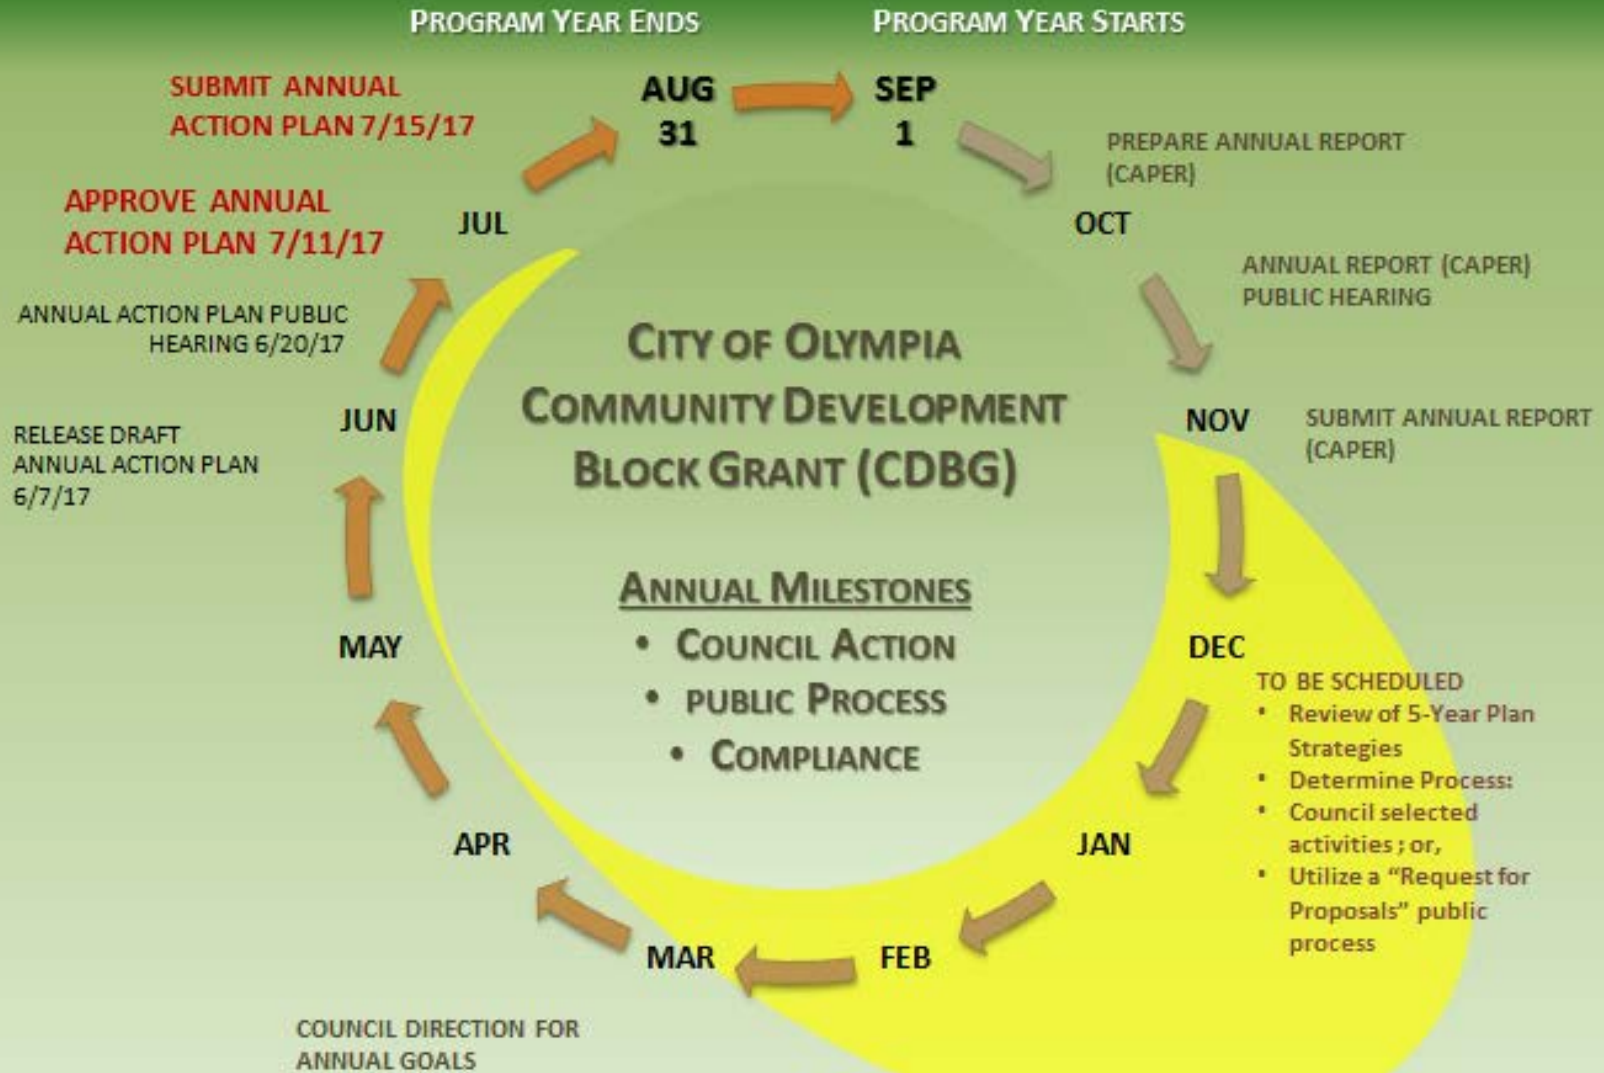 PROGRAM YEAR ENDS
PROGRAM YEAR STARTS
AUG
31
SEP
1
PREPARE ANNUAL REPORT
(CAPER)
OCT
ANNUAL REPORT (CAPER)
PUBLIC HEARING
NOV
SUBMIT ANNUAL REPORT
(CAPER)
DEC
TO BE SCHEDULED
• Review of 5-Year Plan
Strategies
• Determine Process:
• Council selected
activities ; or,
• Utilize a “Request for
Proposals” public
process
JAN
FEB
MAR
COUNCIL DIRECTION FOR
ANNUAL GOALS
APR
MAY
RELEASE DRAFT
ANNUAL ACTION PLAN
6/7/17
JUN
ANNUAL ACTION PLAN PUBLIC
HEARING 6/20/17
APPROVE ANNUAL
ACTION PLAN 7/11/17
JUL
SUBMIT ANNUAL
ACTION PLAN 7/15/17
CITY OF OLYMPIA
COMMUNITY DEVELOPMENT
BLOCK GRANT (CDBG)
ANNUAL MILESTONES
• COUNCIL ACTION
• PUBLIC PROCESS
• COMPLIANCE